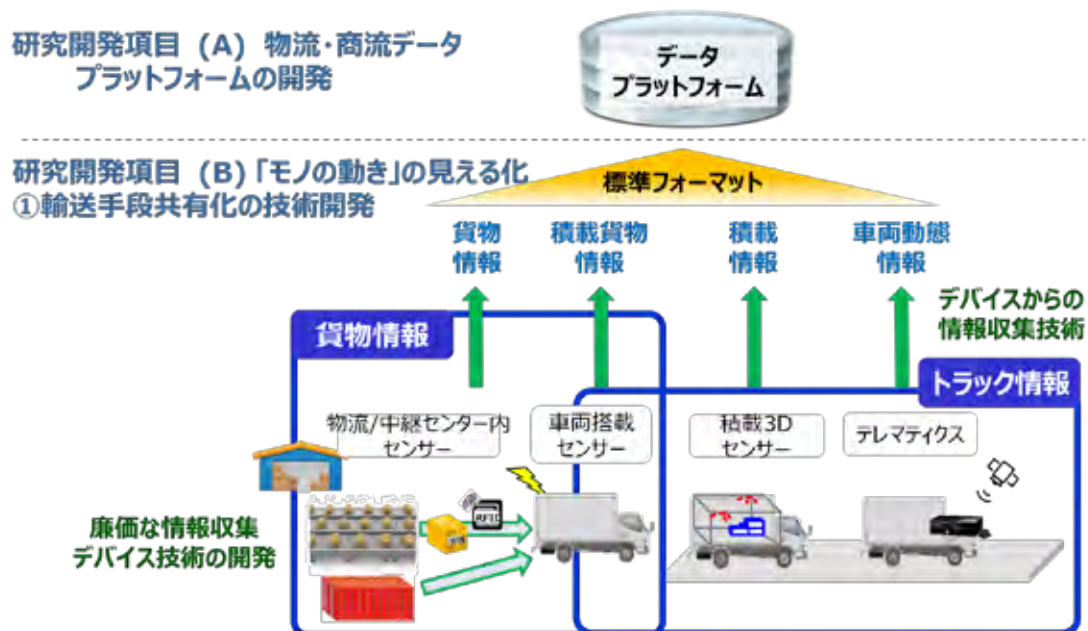 研究開発項目 (A) 物流・商流データ
プラットフォームの開発
データ
プラットフォーム
研究開発項目 (B)「モノの動き」の見える化
①輸送手段共有化の技術開発
標準フォーマット
貨物
情報
積載貨物
情報
積載
情報
車両動態
情報
デバイスからの
情報収集技術
貨物情報
トラック情報
物流/中継センター内
センサー
車両搭載
センサー
積載3D
センサー
テレマティクス
RFID
廉価な情報収集
デバイス技術の開発